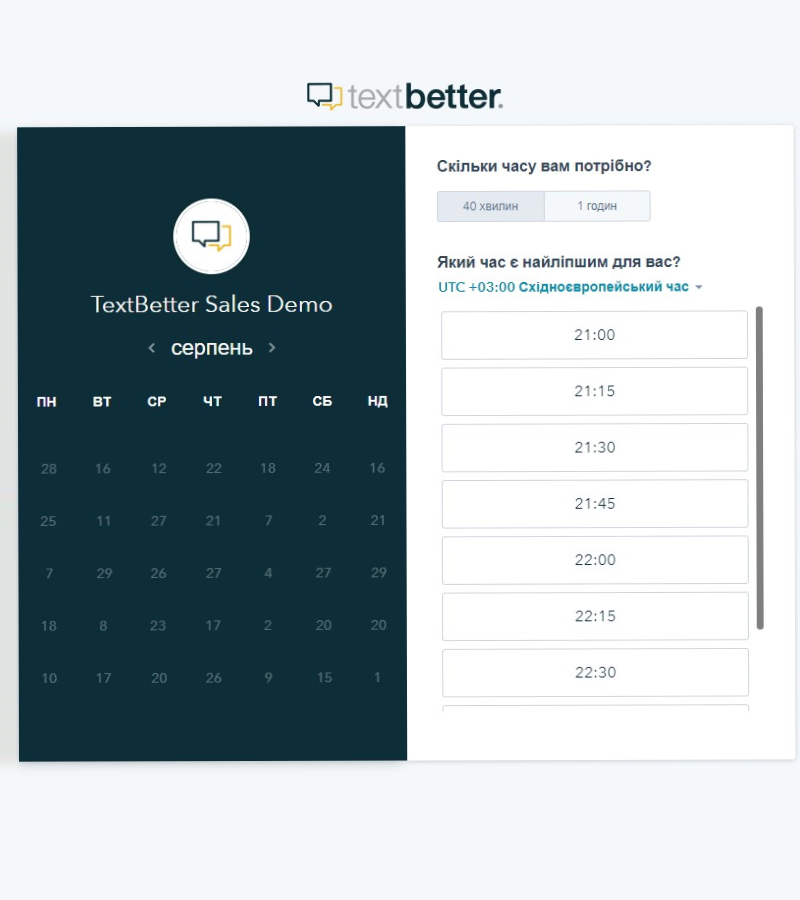 textbetter.
TextBetter Sales Demo
серпень
ПН ВТ СР ЧТ ПТ СБ НД
28 16 12 22 18 24 16
25 11 27 21 7 2 21
7 29 26 27 4 27 29
18 8 23 17 2 20 20
10 17 20 26 9 15 1
Скільки часу вам потрібно?
40 хвилин 1 годин
Який час є найліпшим для вас?
UTC +03:00 Східноєвропейський час
21:00
21:15
21:30
21:45
22:00
22:15
22:30